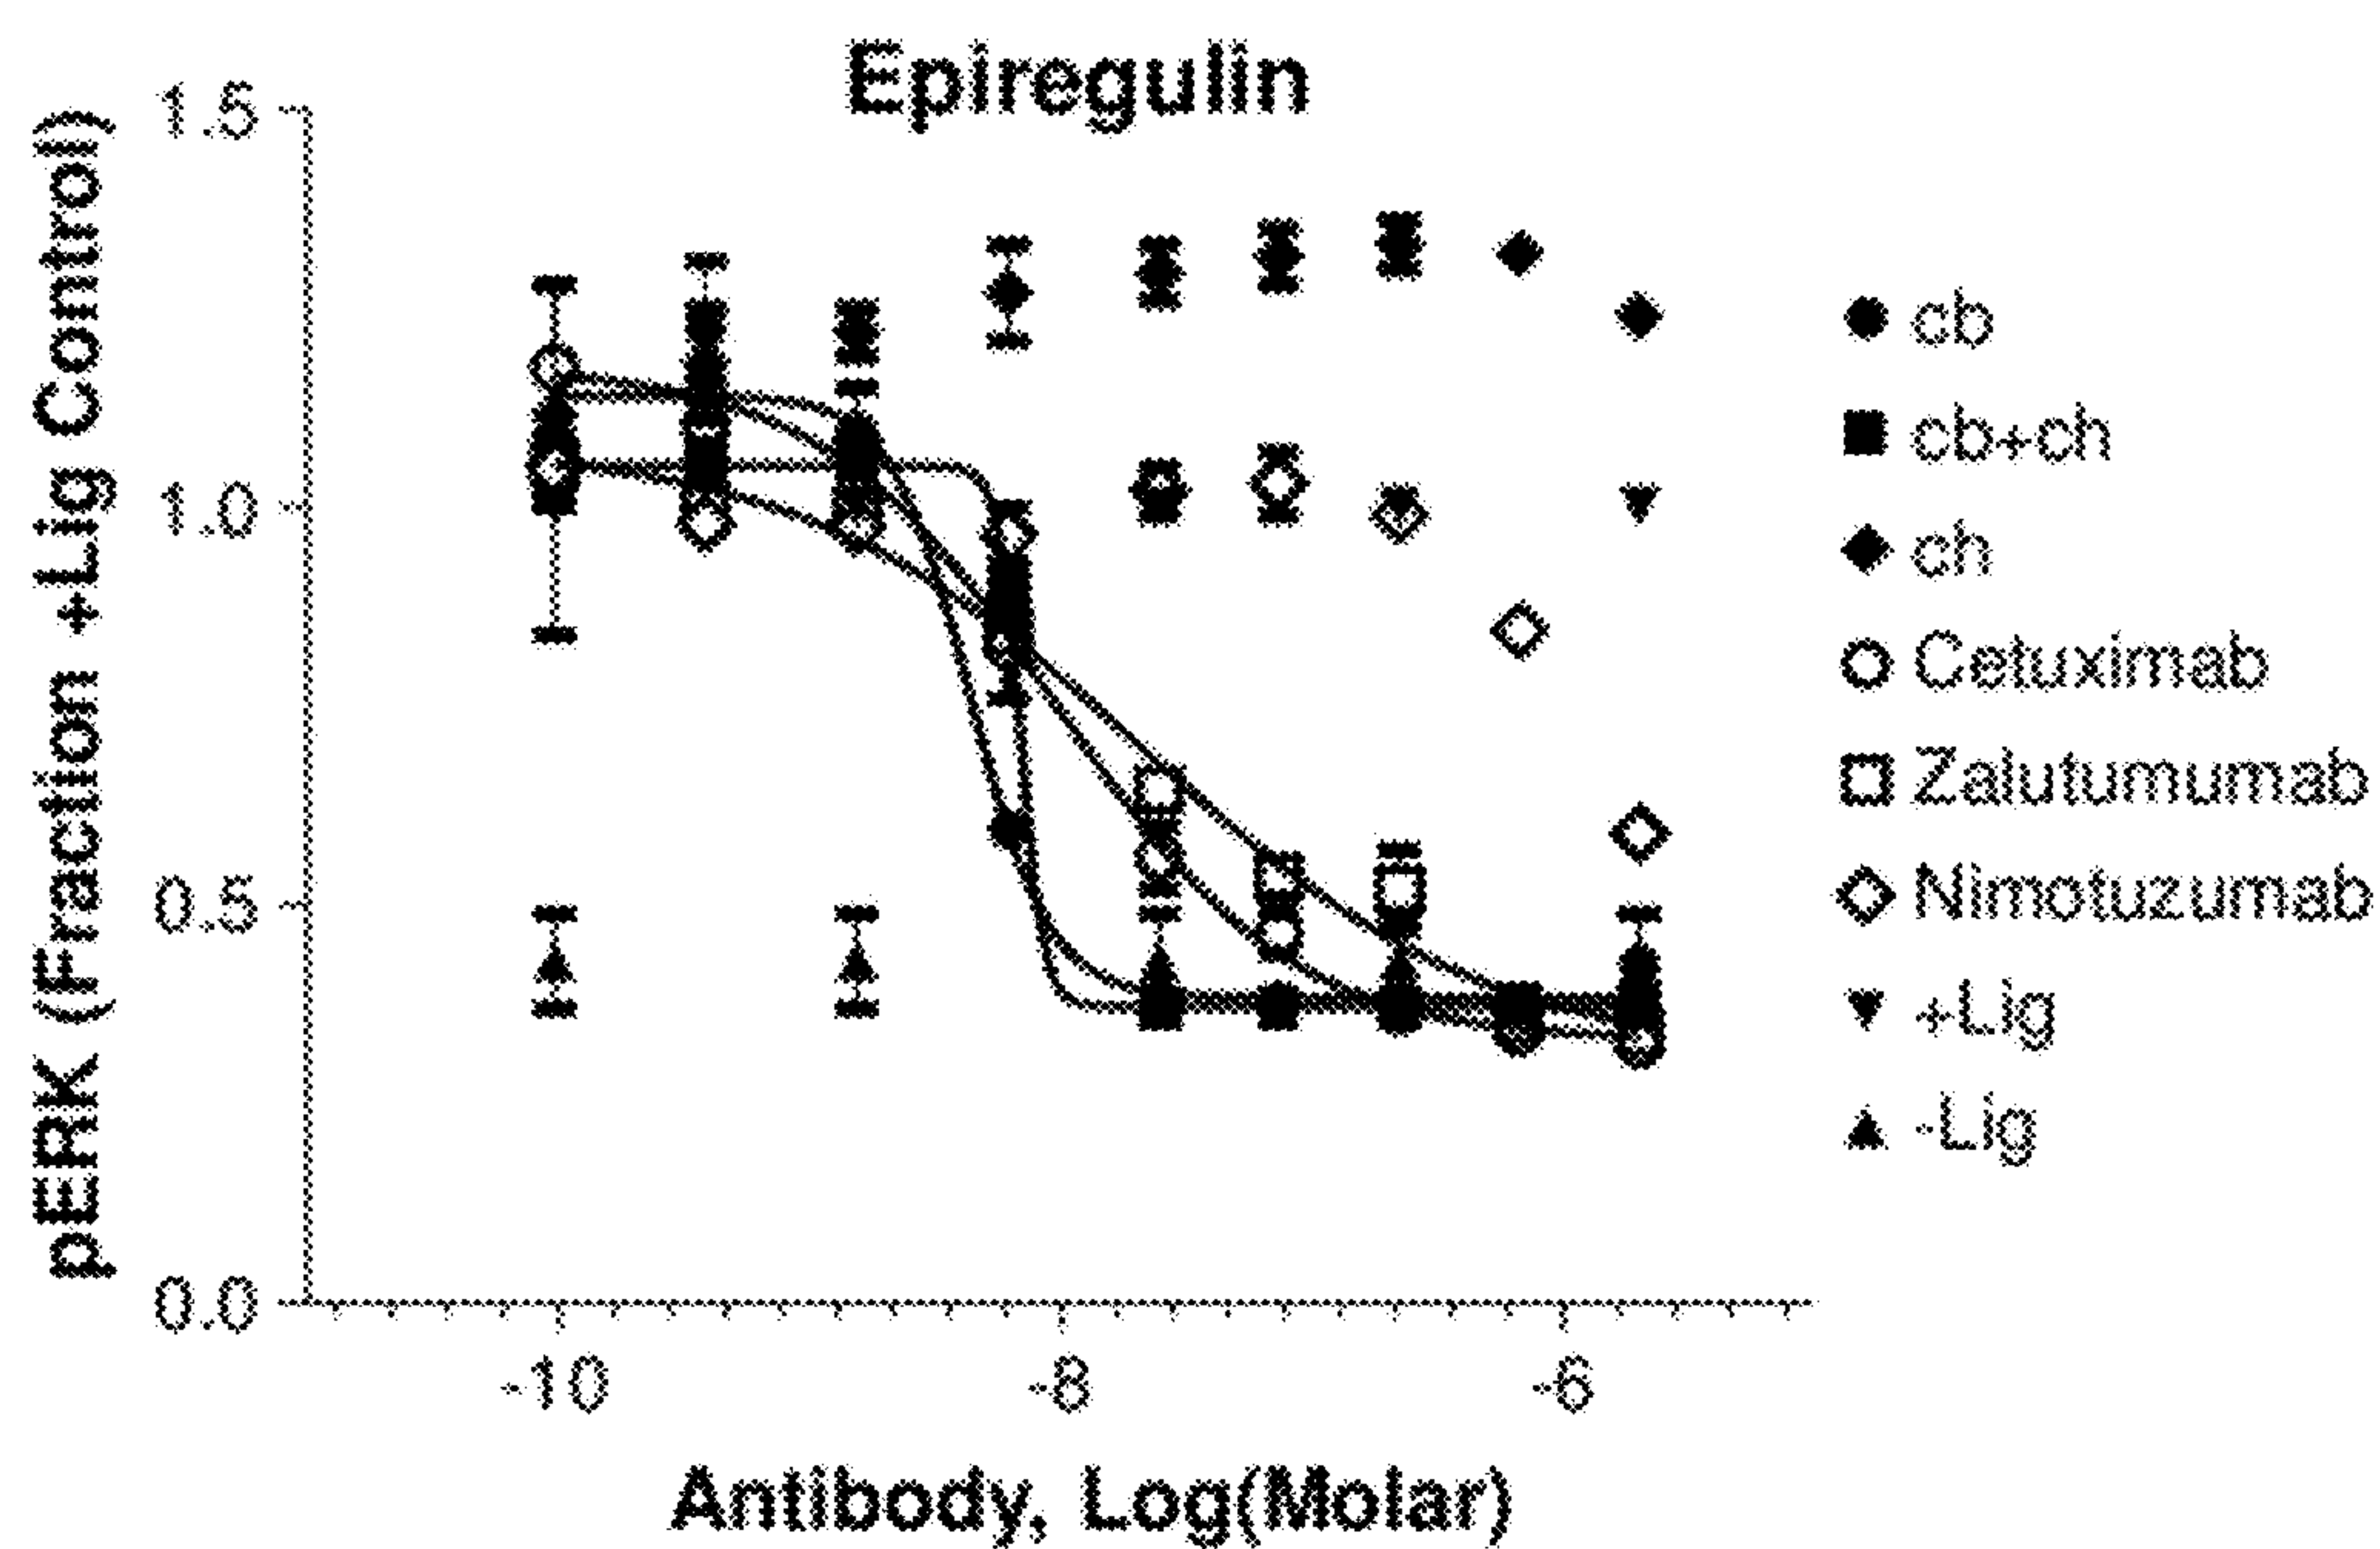 Epiregulin
pERK (Fraction +Lig Control)
1.5
1.0
0.5
0.0
-10
-8
-6
Antibody, Log(Molar)
cb
cb+ch
ch
Cetuximab
Zalutumumab
Nimotuzumab
+Lig
-Lig